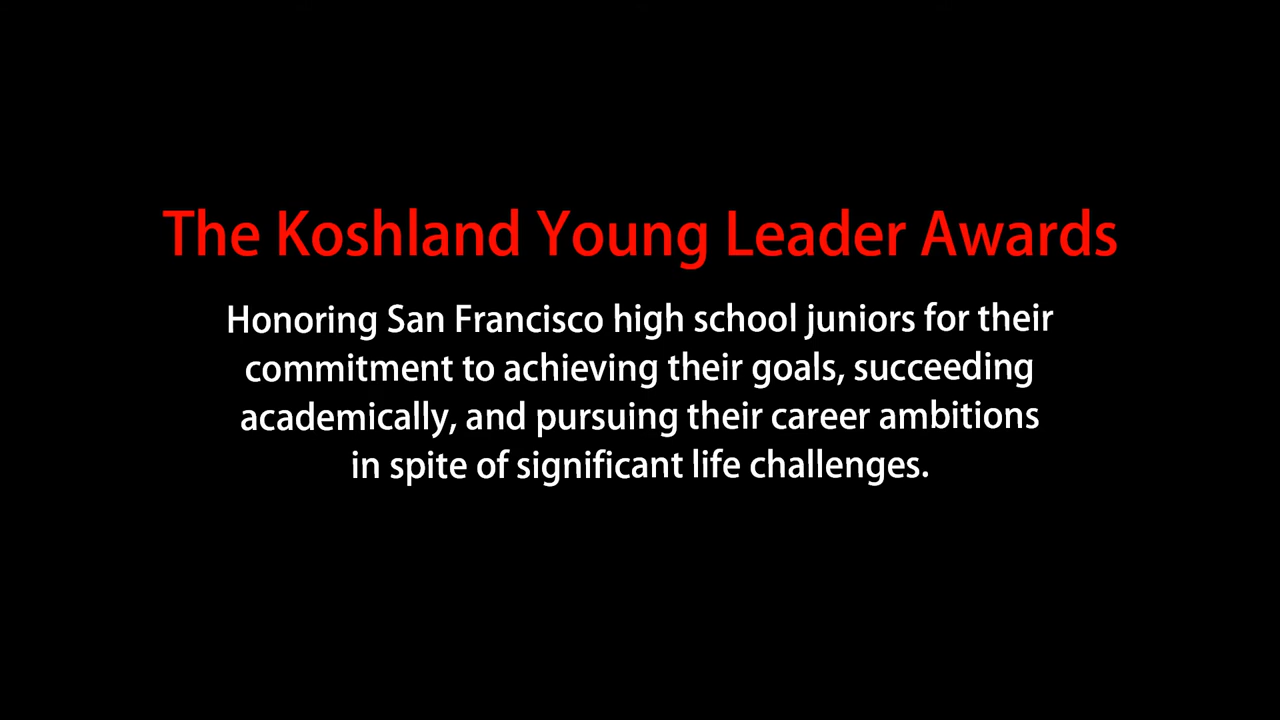 The Koshland Young Leader Awards
Honoring San Francisco high school juniors for their
commitment to achieving their goals, succeeding
academically, and pursuing their career ambitions
in spite of significant life challenges.